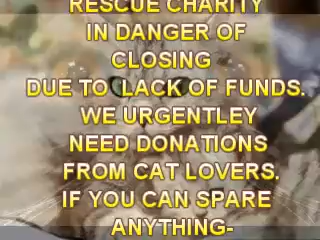 RESCUE CHARITY
IN DANGER OF
CLOSING
DUE TO LACK OF FUNDS.
WE URGENTLEY
NEED DONATIONS
FROM CAT LOVERS.
IF YOU CAN SPARE
ANYTHING-